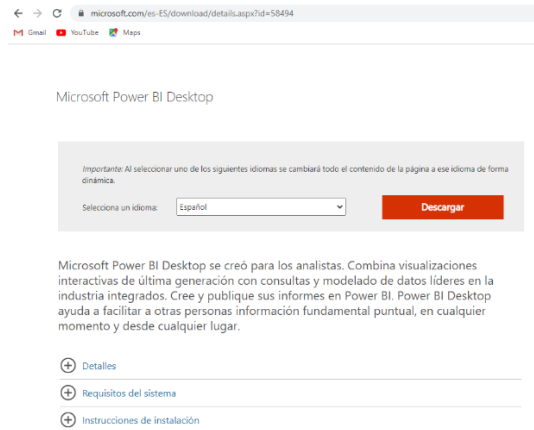 microsoft.com/es-ES/download/details.aspx?id=58494
Gmail YouTube Maps
Microsoft Power BI Desktop
Importante: Al seleccionar uno de los siguientes idiomas se cambiará todo el contenido de la página a ese idioma de forma
dinámica.
Selecciona un idioma: Español Descargar
Microsoft Power BI Desktop se creó para los analistas. Combina visualizaciones
interactivas de última generación con consultas y modelado de datos líderes en la
industria integrados. Cree y publique sus informes en Power BI. Power BI Desktop
ayuda a facilitar a otras personas información fundamental puntual, en cualquier
momento y desde cualquier lugar.
Detalles
Requisitos del sistema
Instrucciones de instalación